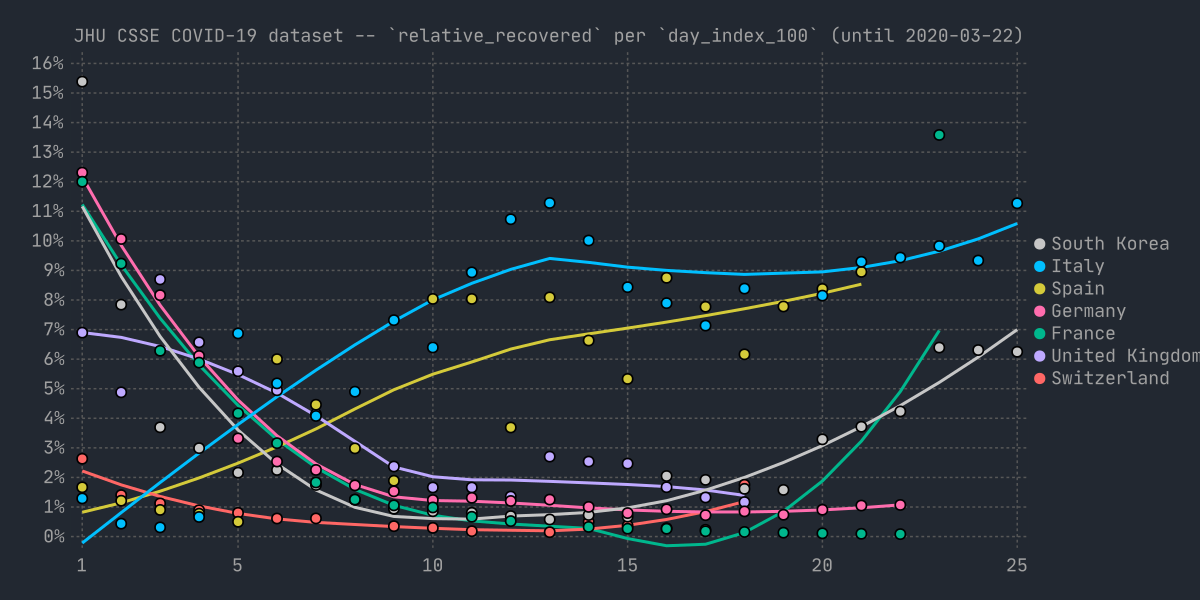 JHU CSSE COVID-19 dataset -- `relative_recovered` per `day_index_100` (until 2020-03-22)
16%
15%
14%
13%
12%
11%
10%
9%
8%
7%
6%
5%
4%
3%
2%
1%
0%
1 5 10 15 20 25
South Korea
Italy
Spain
Germany
France
United Kingdom
Switzerland